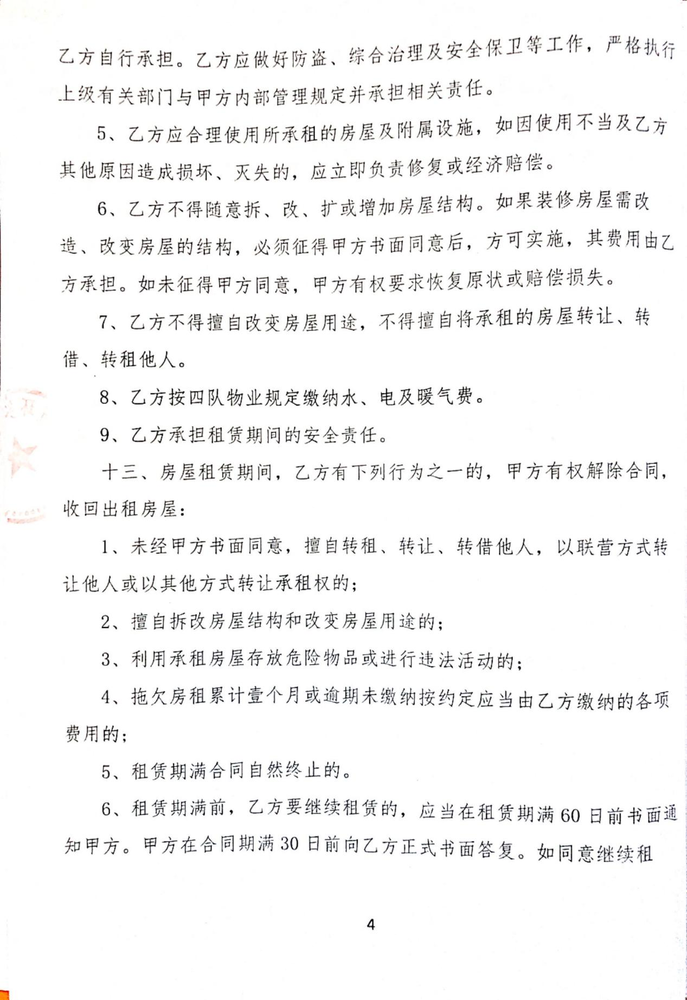 乙方自行承担。乙方应做好防盗、综合治理及安全保卫等工作，严格执行
上级有关部门与甲方内部管理规定并承担相关责任。
5、乙方应合理使用所承租的房屋及附属设施，如因使用不当及乙方
其他原因造成损坏、灭失的，应立即负责修复或经济赔偿。
6、乙方不得随意拆、改、扩或增加房屋结构。如果装修房屋需改
造、改变房屋的结构，必须征得甲方书面同意后，方可实施，其费用由乙
方承担。如未征得甲方同意，甲方有权要求恢复原状或赔偿损失。
7、乙方不得擅自改变房屋用途，不得擅自将承租的房屋转让、转
借、转租他人。
8、乙方按四队物业规定缴纳水、电及暖气费。
9、乙方承担租赁期间的安全责任。
十三、房屋租赁期间，乙方有下列行为之一的，甲方有权解除合同，
收回出租房屋：
1、未经甲方书面同意，擅自转租、转让、转借他人，以联营方式转
让他人或以其他方式转让承租权的；
2、擅自拆改房屋结构和改变房屋用途的；
3、利用承租房屋存放危险物品或进行违法活动的；
4、拖欠房租累计壹个月或逾期未缴纳按约定应当由乙方缴纳的各项
费用的；
5、租赁期满合同自然终止的。
6、租赁期满前，乙方要继续租赁的，应当在租赁期满 60 日前书面通
知甲方。甲方在合同期满 30 日前向乙方正式书面答复。如同意继续租
4